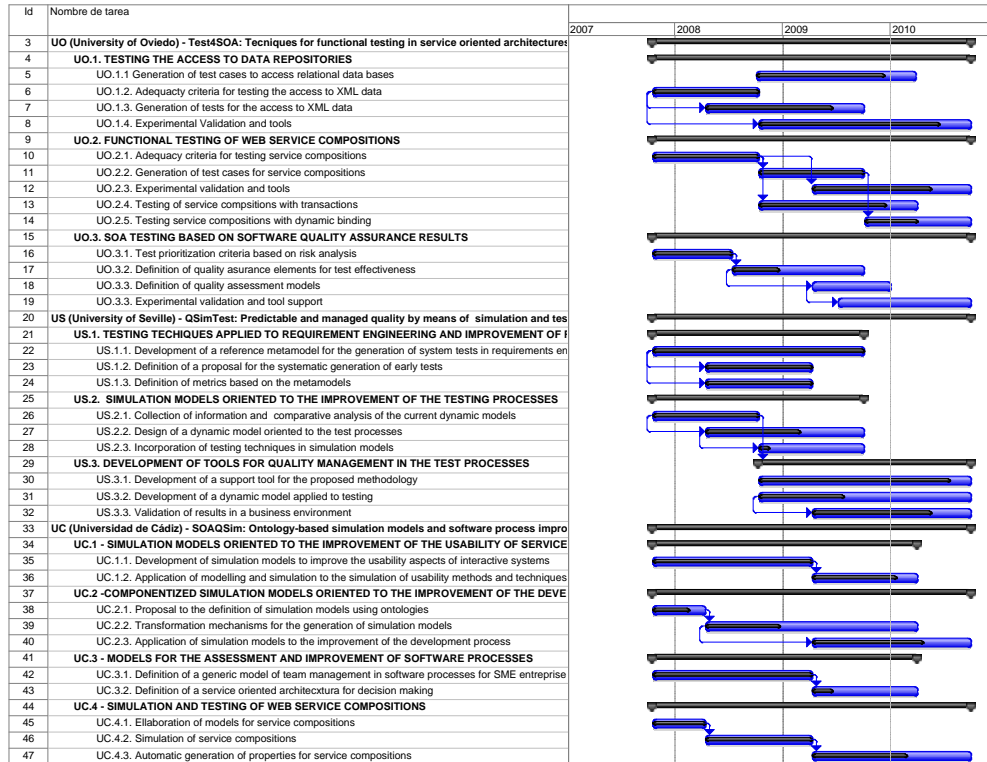 Id Nombre de tarea
2007 2008 2009 2010
3 UO (University of Oviedo) - Test4SOA: Tecniques for functional testing in service oriented architectures
4 UO.1. TESTING THE ACCESS TO DATA REPOSITORIES
5 UO.1.1 Generation of test cases to access relational data bases
6 UO.1.2. Adequacty criteria for testing the access to XML data
7 UO.1.3. Generation of tests for the access to XML data
8 UO.1.4. Experimental Validation and tools
9 UO.2. FUNCTIONAL TESTING OF WEB SERVICE COMPOSITIONS
10 UO.2.1. Adequacy criteria for testing service compositions
11 UO.2.2. Generation of test cases for service compositions
12 UO.2.3. Experimental validation and tools
13 UO.2.4. Testing of service compsitions with transactions
14 UO.2.5. Testing service compositions with dynamic binding
15 UO.3. SOA TESTING BASED ON SOFTWARE QUALITY ASSURANCE RESULTS
16 UO.3.1. Test prioritization criteria based on risk analysis
17 UO.3.2. Definition of quality asurance elements for test effectiveness
18 UO.3.3. Definition of quality assessment models
19 UO.3.3. Experimental validation and tool support
20 US (University of Seville) - QSimTest: Predictable and managed quality by means of simulation and tes
21 US.1. TESTING TECHIQUES APPLIED TO REQUIREMENT ENGINEERING AND IMPROVEMENT OF F
22 US.1.1. Development of a reference metamodel for the generation of system tests in requirements en
23 US.1.2. Definition of a proposal for the systematic generation of early tests
24 US.1.3. Definition of metrics based on the metamodels
25 US.2. SIMULATION MODELS ORIENTED TO THE IMPROVEMENT OF THE TESTING PROCESSES
26 US.2.1. Collection of information and comparative analysis of the current dynamic models
27 US.2.2. Design of a dynamic model oriented to the test processes
28 US.2.3. Incorporation of testing techniques in simulation models
29 US.3. DEVELOPMENT OF TOOLS FOR QUALITY MANAGEMENT IN THE TEST PROCESSES
30 US.3.1. Development of a support tool for the proposed methodology
31 US.3.2. Development of a dynamic model applied to testing
32 US.3.3. Validation of results in a business environment
33 UC (Universidad de Cádiz) - SOAQSim: Ontology-based simulation models and software process impro
34 UC.1 - SIMULATION MODELS ORIENTED TO THE IMPROVEMENT OF THE USABILITY OF SERVICE
35 UC.1.1. Development of simulation models to improve the usability aspects of interactive systems
36 UC.1.2. Application of modelling and simulation to the simulation of usability methods and techniques
37 UC.2 -COMPONENTIZED SIMULATION MODELS ORIENTED TO THE IMPROVEMENT OF THE DEVE
38 UC.2.1. Proposal to the definition of simulation models using ontologies
39 UC.2.2. Transformation mechanisms for the generation of simulation models
40 UC.2.3. Application of simulation models to the improvement of the development process
41 UC.3 - MODELS FOR THE ASSESSMENT AND IMPROVEMENT OF SOFTWARE PROCESSES
42 UC.3.1. Definition of a generic model of team management in software processes for SME entreprise
43 UC.3.2. Definition of a service oriented architecxtura for decision making
44 UC.4 - SIMULATION AND TESTING OF WEB SERVICE COMPOSITIONS
45 UC.4.1. Ellaboration of models for service compositions
46 UC.4.2. Simulation of service compositions
47 UC.4.3. Automatic generation of properties for service compositions